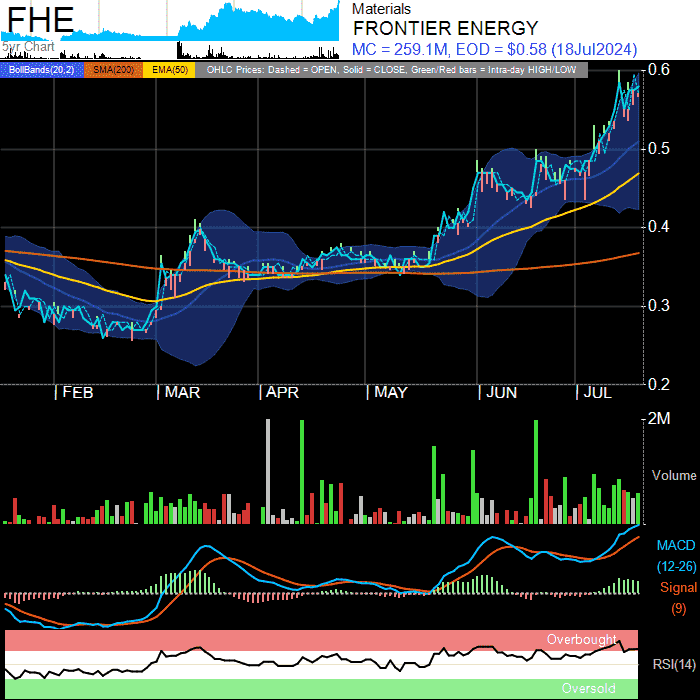 FHE
5yr Chart
Materials
FRONTIER ENERGY
MC = 259.1M, EOD = $0.58 (18Jul2024)
BollBands(20,2) SMA(200) EMA(50) OHLC Prices: Dashed = OPEN, Solid = CLOSE, Green/Red bars = Intra-day HIGH/LOW
0.6
0.5
0.4
0.3
0.2
FEB MAR APR MAY JUN JUL
2M
Volume
MACD
(12-26)
Signal
(9)
Overbought
RSI(14)
Oversold